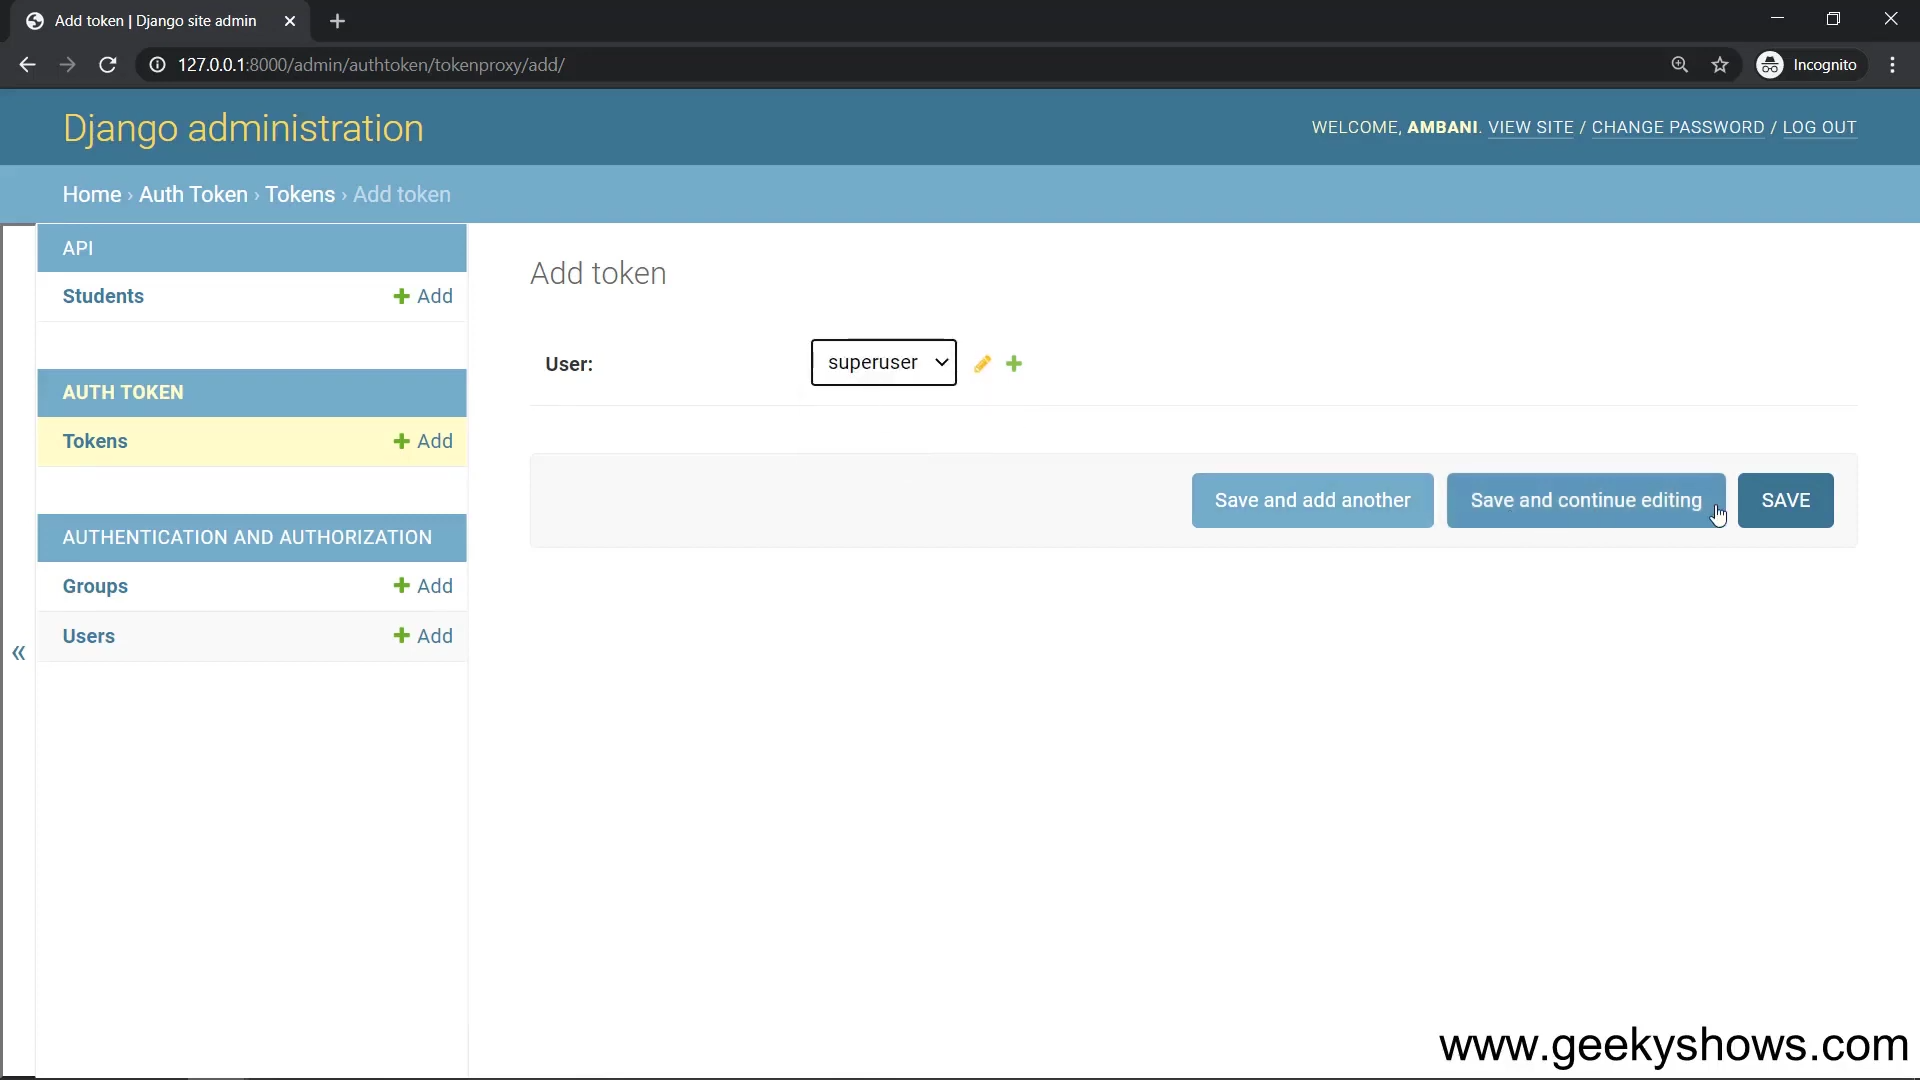 Add token | Django site admin
127.0.0.1:8000/admin/authtoken/tokenproxy/add/
Incognito
Django administration
WELCOME, AMBANI. VIEW SITE / CHANGE PASSWORD / LOG OUT
Home › Auth Token › Tokens › Add token
API
Students
Add
AUTH TOKEN
Tokens
Add
AUTHENTICATION AND AUTHORIZATION
Groups
Add
Users
Add
«
Add token
User:
superuser
Save and add another
Save and continue editing
SAVE
www.geekyshows.com